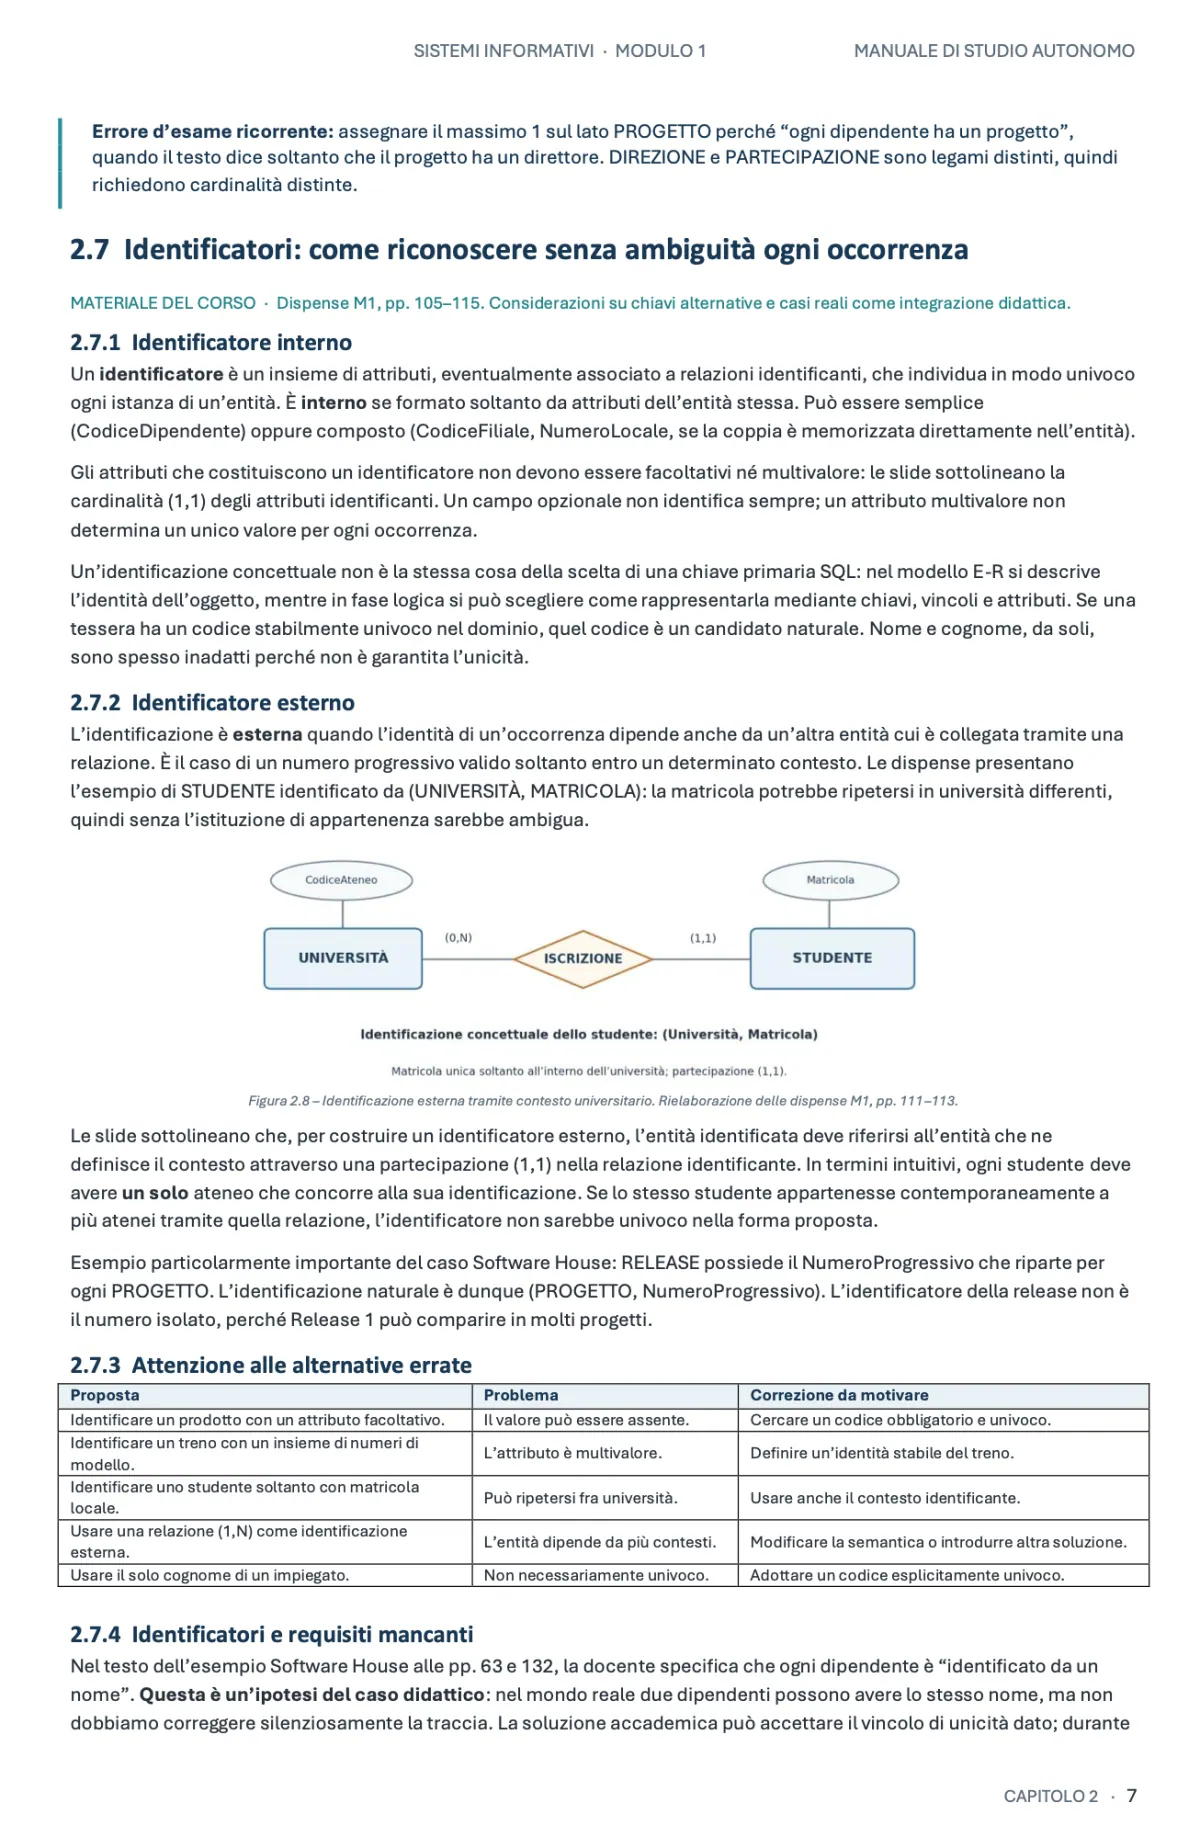 SISTEMI INFORMATIVI · MODULO 1 MANUALE DI STUDIO AUTONOMO
Errore d’esame ricorrente: assegnare il massimo 1 sul lato PROGETTO perché “ogni dipendente ha un progetto”,
quando il testo dice soltanto che il progetto ha un direttore. DIREZIONE e PARTECIPAZIONE sono legami distinti, quindi
richiedono cardinalità distinte.
2.7 Identificatori: come riconoscere senza ambiguità ogni occorrenza
MATERIALE DEL CORSO · Dispense M1, pp. 105–115. Considerazioni su chiavi alternative e casi reali come integrazione didattica.
2.7.1 Identificatore interno
Un identificatore è un insieme di attributi, eventualmente associato a relazioni identificanti, che individua in modo univoco
ogni istanza di un’entità. È interno se formato soltanto da attributi dell’entità stessa. Può essere semplice
(CodiceDipendente) oppure composto (CodiceFiliale, NumeroLocale, se la coppia è memorizzata direttamente nell’entità).
Gli attributi che costituiscono un identificatore non devono essere facoltativi né multivalore: le slide sottolineano la
cardinalità (1,1) degli attributi identificanti. Un campo opzionale non identifica sempre; un attributo multivalore non
determina un unico valore per ogni occorrenza.
Un’identificazione concettuale non è la stessa cosa della scelta di una chiave primaria SQL: nel modello E-R si descrive
l’identità dell’oggetto, mentre in fase logica si può scegliere come rappresentarla mediante chiavi, vincoli e attributi. Se una
tessera ha un codice stabilmente univoco nel dominio, quel codice è un candidato naturale. Nome e cognome, da soli,
sono spesso inadatti perché non è garantita l’unicità.
2.7.2 Identificatore esterno
L’identificazione è esterna quando l’identità di un’occorrenza dipende anche da un’altra entità cui è collegata tramite una
relazione. È il caso di un numero progressivo valido soltanto entro un determinato contesto. Le dispense presentano
l’esempio di STUDENTE identificato da (UNIVERSITÀ, MATRICOLA): la matricola potrebbe ripetersi in università differenti,
quindi senza l’istituzione di appartenenza sarebbe ambigua.
CodiceAteneo Matricola
(0,N) (1,1)
UNIVERSITÀ ISCRIZIONE STUDENTE
Identificazione concettuale dello studente: (Università, Matricola)
Matricola unica soltanto all’interno dell’università; partecipazione (1,1).
Figura 2.8 – Identificazione esterna tramite contesto universitario. Rielaborazione delle dispense M1, pp. 111–113.
Le slide sottolineano che, per costruire un identificatore esterno, l’entità identificata deve riferirsi all’entità che ne
definisce il contesto attraverso una partecipazione (1,1) nella relazione identificante. In termini intuitivi, ogni studente deve
avere un solo ateneo che concorre alla sua identificazione. Se lo stesso studente appartenesse contemporaneamente a
più atenei tramite quella relazione, l’identificatore non sarebbe univoco nella forma proposta.
Esempio particolarmente importante del caso Software House: RELEASE possiede il NumeroProgressivo che riparte per
ogni PROGETTO. L’identificazione naturale è dunque (PROGETTO, NumeroProgressivo). L’identificatore della release non è
il numero isolato, perché Release 1 può comparire in molti progetti.
2.7.3 Attenzione alle alternative errate
Proposta Problema Correzione da motivare
Identificare un prodotto con un attributo facoltativo. Il valore può essere assente. Cercare un codice obbligatorio e univoco.
Identificare un treno con un insieme di numeri di
modello. L’attributo è multivalore. Definire un’identità stabile del treno.
Identificare uno studente soltanto con matricola
locale. Può ripetersi fra università. Usare anche il contesto identificante.
Usare una relazione (1,N) come identificazione
esterna. L’entità dipende da più contesti. Modificare la semantica o introdurre altra soluzione.
Usare il solo cognome di un impiegato. Non necessariamente univoco. Adottare un codice esplicitamente univoco.
2.7.4 Identificatori e requisiti mancanti
Nel testo dell’esempio Software House alle pp. 63 e 132, la docente specifica che ogni dipendente è “identificato da un
nome”. Questa è un’ipotesi del caso didattico: nel mondo reale due dipendenti possono avere lo stesso nome, ma non
dobbiamo correggere silenziosamente la traccia. La soluzione accademica può accettare il vincolo di unicità dato; durante
CAPITOLO 2 · 7